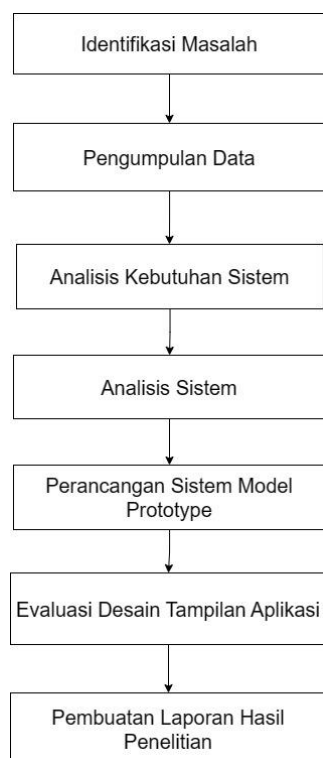 Identifikasi Masalah
Pengumpulan Data
Analisis Kebutuhan Sistem
Analisis Sistem
Perancangan Sistem Model
Prototype
Evaluasi Desain Tampilan Aplikasi
Pembuatan Laporan Hasil
Penelitian